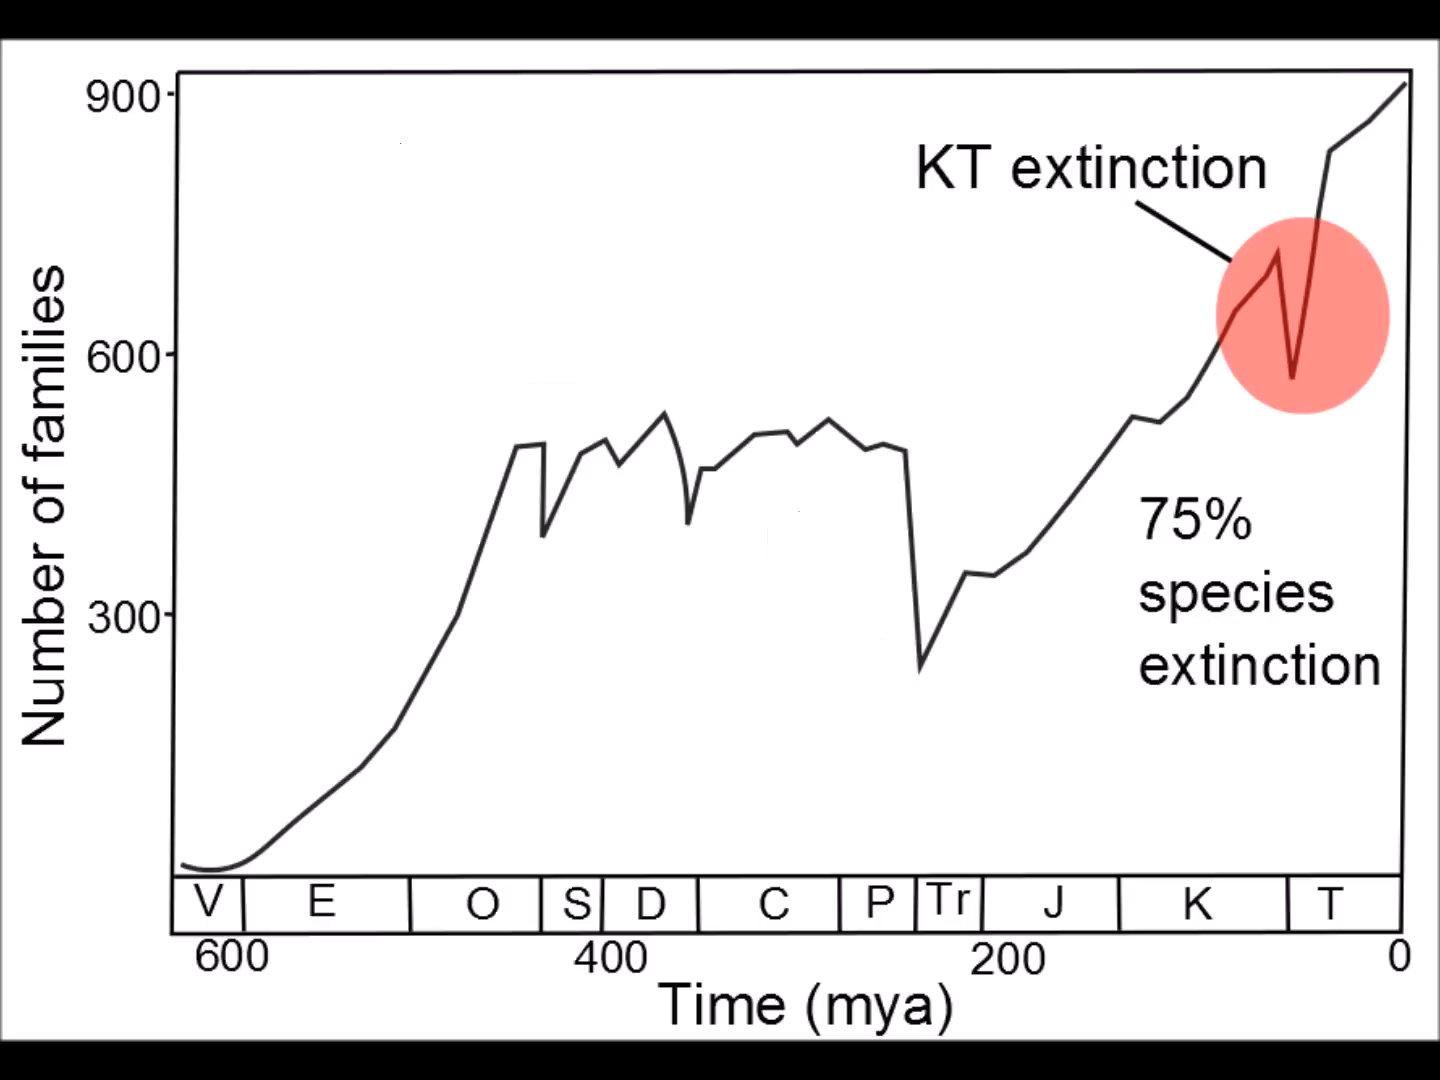 900
KT extinction
600
75%
species
extinction
300
Number of families
V E O S D C P Tr J K T
600 400 200 0
Time (mya)